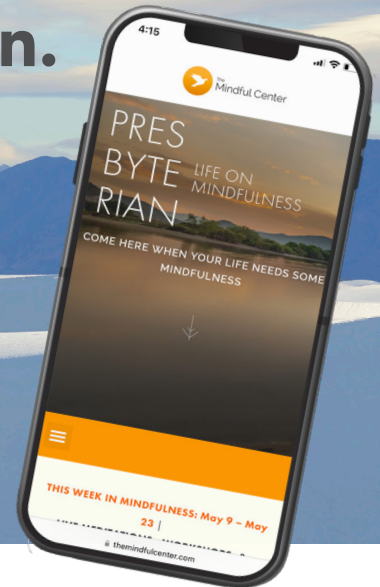 n.
4:15
The
Mindful Center
PRES
BYTE
RIAN
LIFE ON
MINDFULNESS
COME HERE WHEN YOUR LIFE NEEDS SOME
MINDFULNESS
THIS WEEK IN MINDFULNESS: May 9 – May
23 |
themindfulcenter.com